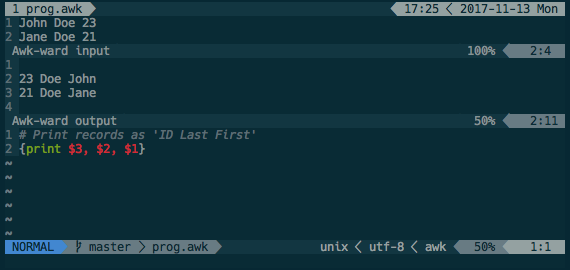 1 prog.awk 17:25 2017-11-13 Mon
1 John Doe 23
2 Jane Doe 21
Awk-ward input 100% 2:4
1
2 23 Doe John
3 21 Doe Jane
4
Awk-ward output 50% 2:11
1 # Print records as 'ID Last First'
2 {print $3, $2, $1}
~
~
~
~
~
~
NORMAL master prog.awk unix utf-8 awk 50% 1:1